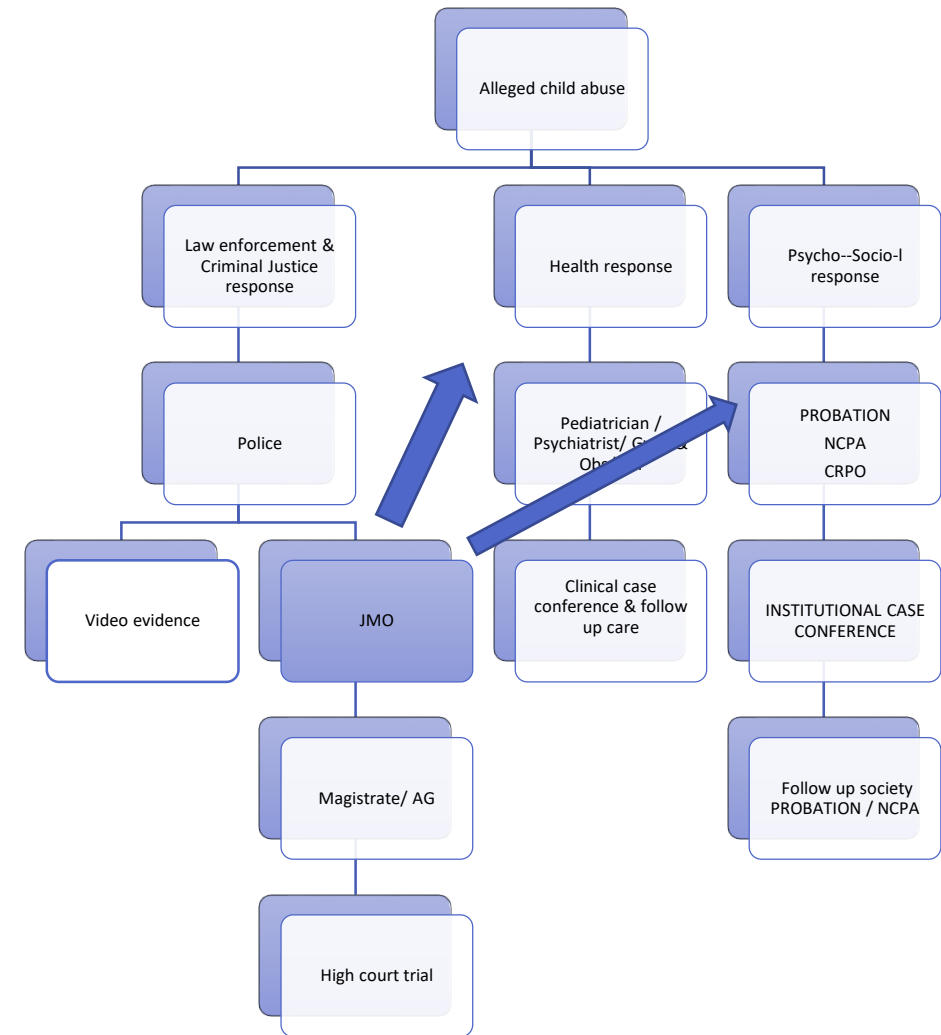 Alleged child abuse
Law enforcement &
Criminal Justice
response
Health response
Psycho--Socio-l
response
Police
Pediatrician /
Psychiatrist/ &
PROBATION
NCPA
CRPO
Video evidence
JMO
Clinical case
conference & follow
up care
INSTITUTIONAL CASE
CONFERENCE
Magistrate/ AG
Follow up society
PROBATION / NCPA
High court trial